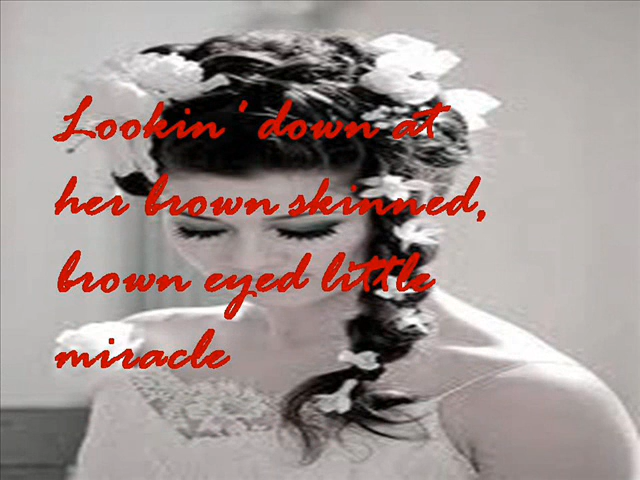 Lookin' down at
her brown skinned,
brown eyed little
miracle